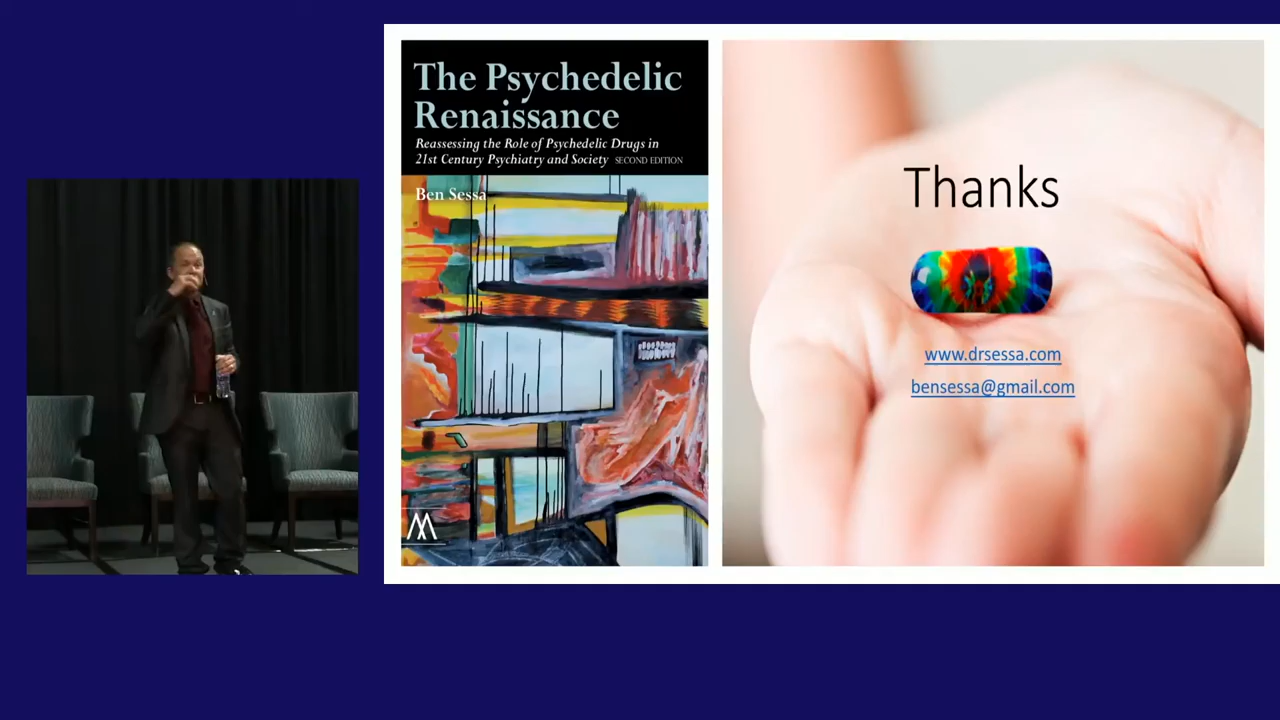 The Psychedelic
Renaissance
Reassessing the Role of Psychedelic Drugs in
21st Century Psychiatry and Society SECOND EDITION
Ben Sessa
Thanks
www.drsessa.com
bensessa@gmail.com